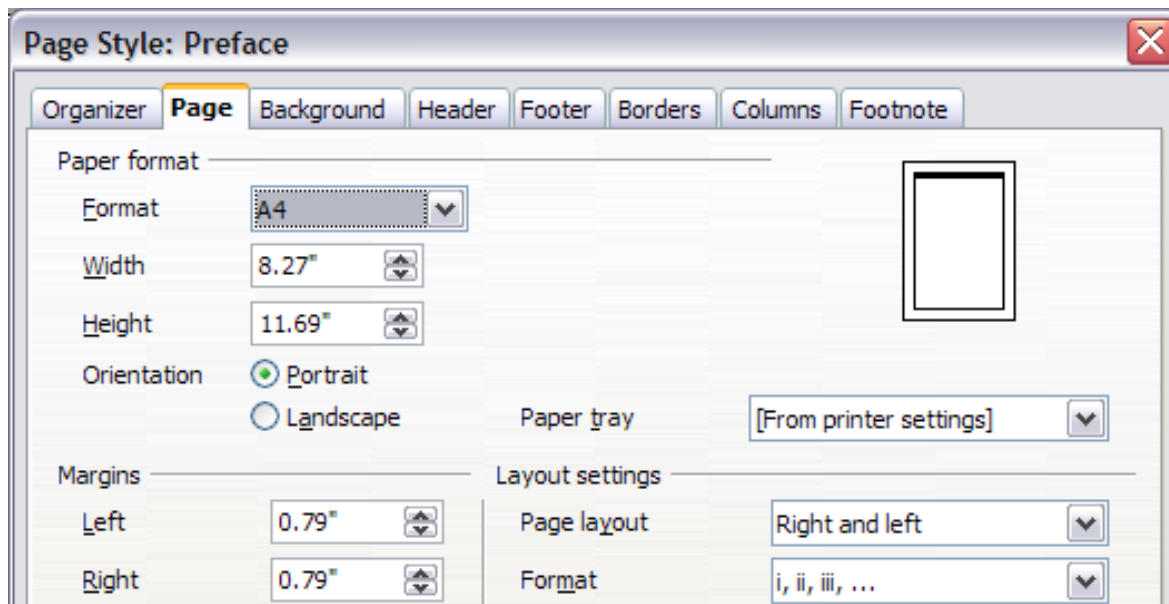 Page Style: Preface
Organizer Page Background Header Footer Borders Columns Footnote
Paper format
Format A4
Width 8.27"
Height 11.69"
Orientation Portrait
Landscape Paper tray [From printer settings]
Margins Layout settings
Left 0.79" Page layout Right and left
Right 0.79" Format i, ii, iii, ...